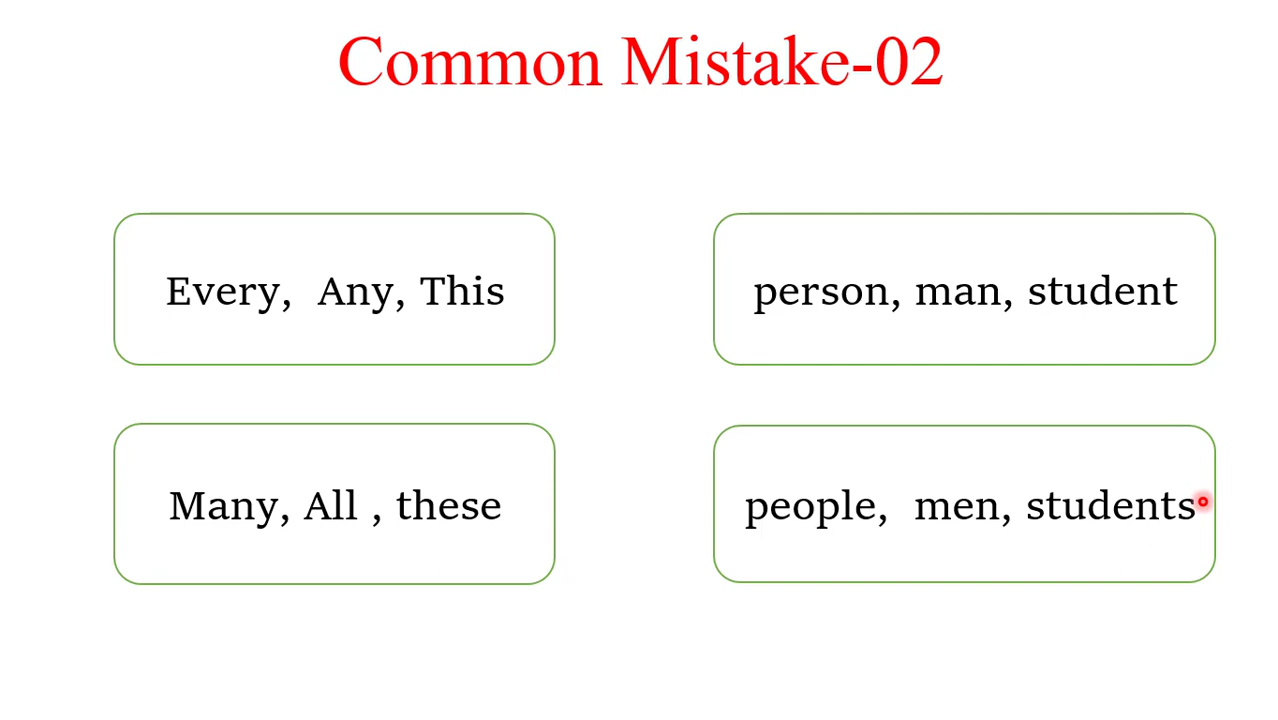 Common Mistake-02
Every, Any, This
person, man, student
Many, All , these
people, men, students